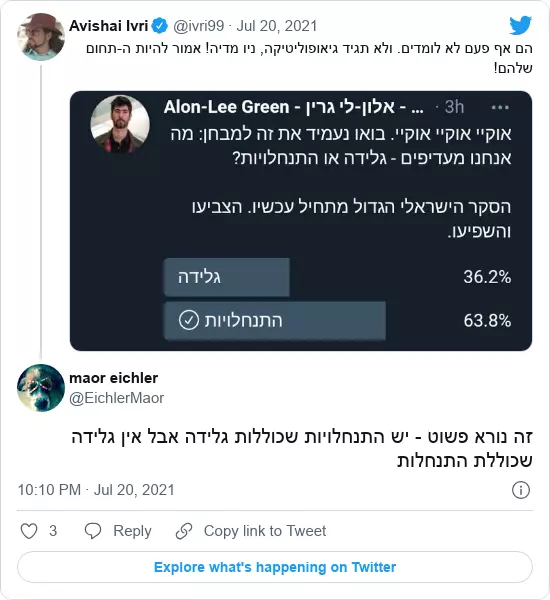 Avishai Ivri @ivri99 · Jul 20, 2021
הם אף פעם לא לומדים. ולא תגיד גיאופוליטיקה, ניו מדיה! אמור להיות ה-תחום
שלהם!
Alon-Lee Green - אלון-לי גרין - ... · 3h
אוקיי אוקיי אוקיי. בואו נעמיד את זה למבחן: מה
אנחנו מעדיפים - גלידה או התנחלויות?
הסקר הישראלי הגדול מתחיל עכשיו. הצביעו
והשפיעו.
גלידה 36.2%
התנחלויות 63.8%
maor eichler
@EichlerMaor
זה נורא פשוט - יש התנחלויות שכוללות גלידה אבל אין גלידה
שכוללת התנחלות
10:10 PM · Jul 20, 2021
3 Reply Copy link to Tweet
Explore what's happening on Twitter